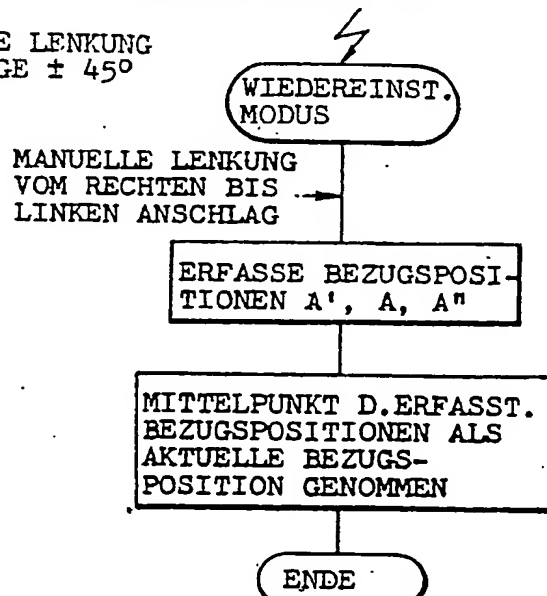 E LENKUNG
GE ± 45º
WIEDEREINST.
MODUS
MANUELLE LENKUNG
VOM RECHTEN BIS
LINKEN ANSCHLAG
ERFASSE BEZUGSPOSI-
TIONEN A', A, A"
MITTELPUNKT D.ERFASST.
BEZUGSPOSITIONEN ALS
AKTUELLE BEZUGS-
POSITION GENOMMEN
ENDE